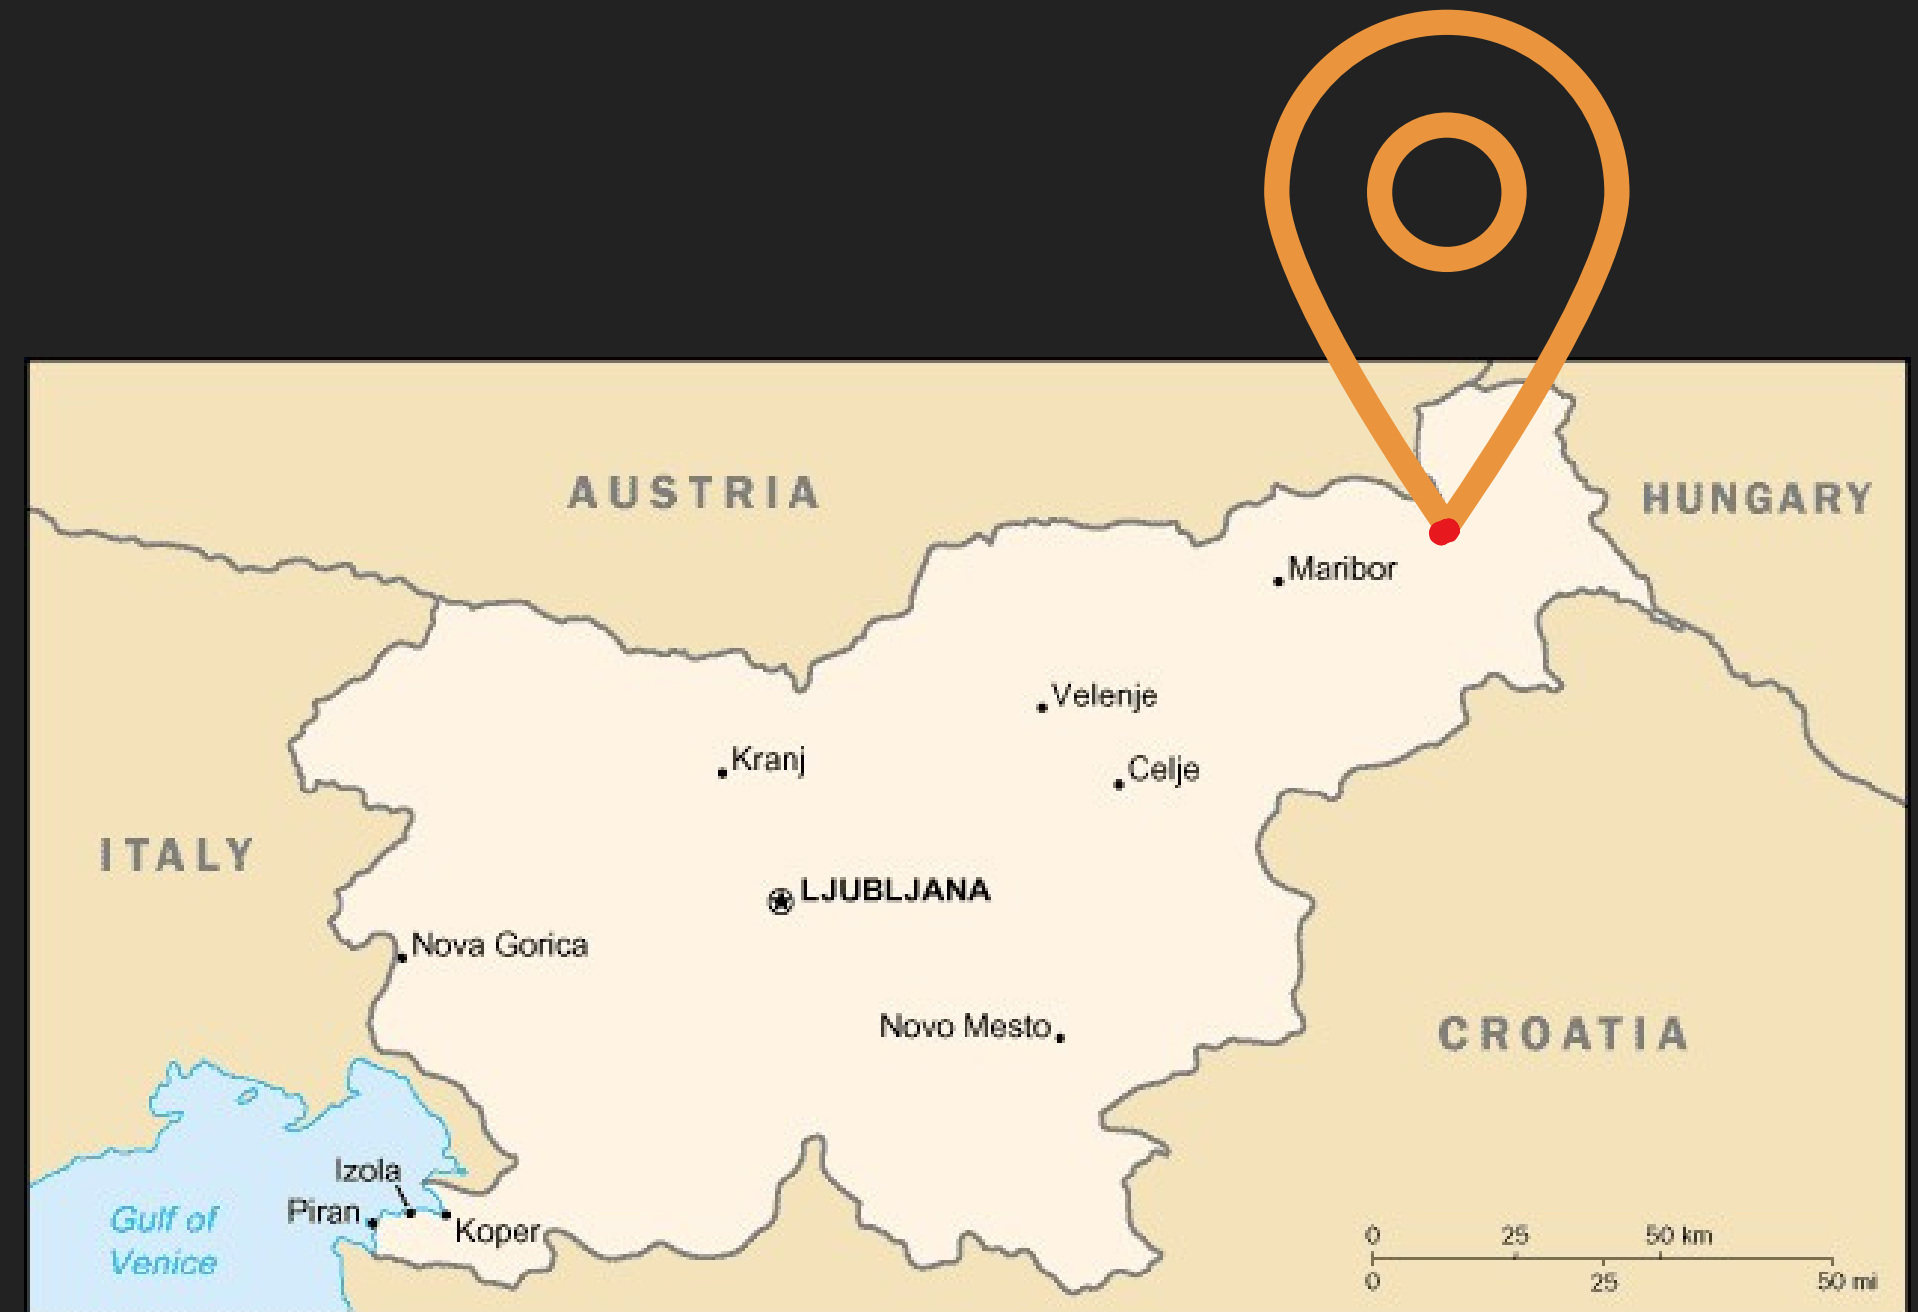 AUSTRIA
HUNGARY
Maribor
Velenje
Kranj
Celje
ITALY
LJUBLJANA
Nova Gorica
Novo Mesto
CROATIA
Izola
Piran
Koper
Gulf of
Venice
0 25 50 km
0 25 50 mi